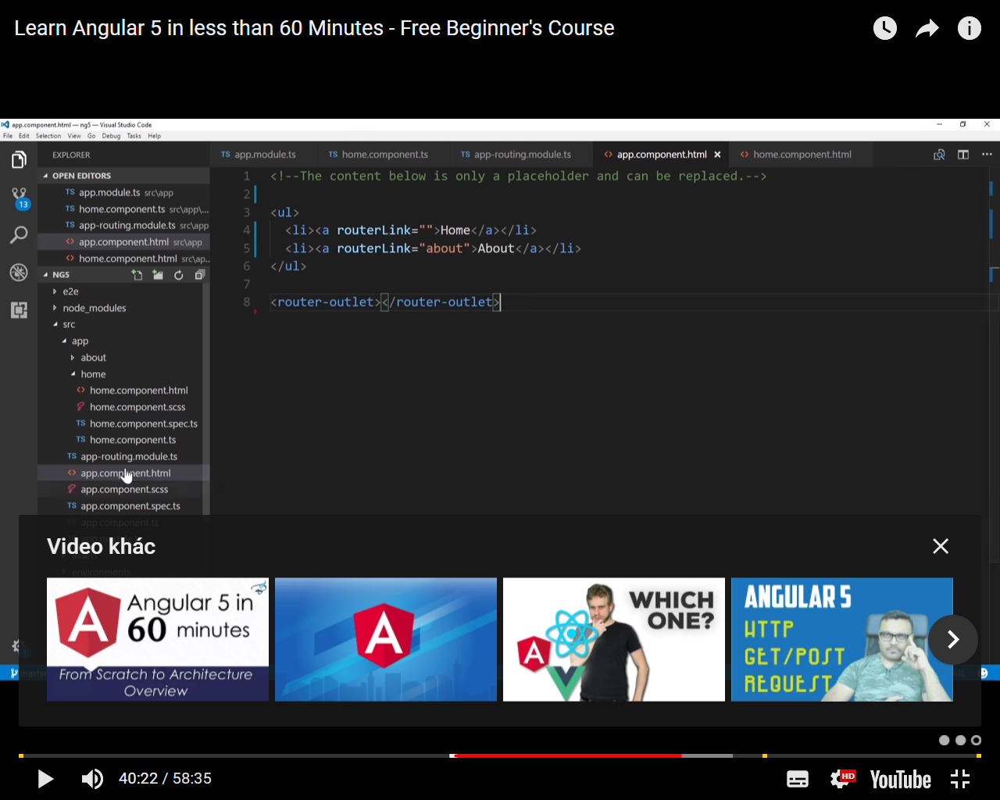 Learn Angular 5 in less than 60 Minutes - Free Beginner's Course
app.component.html — ng5 — Visual Studio Code
File Edit Selection View Go Debug Tasks Help
EXPLORER
TS app.module.ts TS home.component.ts TS app-routing.module.ts <> app.component.html <> home.component.html
OPEN EDITORS
TS app.module.ts src\app
TS home.component.ts src\app\...
TS app-routing.module.ts src\app
<> app.component.html src\app
<> home.component.html src\ap...
13
NG5
e2e
node_modules
src
app
about
home
<> home.component.html
home.component.scss
TS home.component.spec.ts
TS home.component.ts
TS app-routing.module.ts
<> app.component.html
app.component.scss
TS app.component.spec.ts
app.component.ts
environments
master
1 <!--The content below is only a placeholder and can be replaced.-->
2
3 <ul>
4 <li><a routerLink="">Home</a></li>
5 <li><a routerLink="about">About</a></li>
6 </ul>
7
8 <router-outlet></router-outlet>
Video khác
Angular 5 in
60 minutes
From Scratch to Architecture
Overview
A
WHICH
ONE?
ANGULAR 5
HTTP
GET/POST
REQUEST
40:22 / 58:35
HD
YouTube